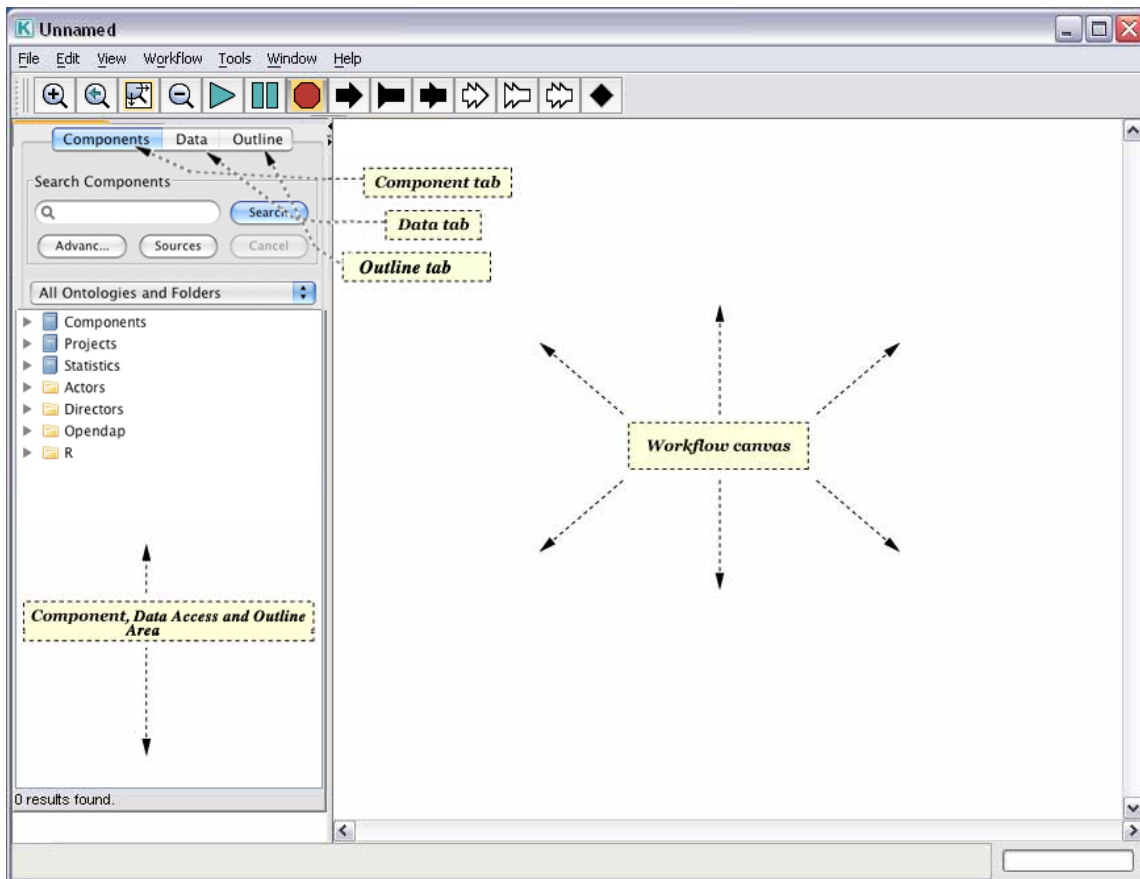 Unnamed
File Edit View Workflow Tools Window Help
Components Data Outline
Component tab
Search Components
Data tab
Search
Outline tab
Advanc... Sources Cancel
All Ontologies and Folders
Components
Projects
Statistics
Actors
Directors
Opendap
R
Workflow canvas
Component, Data Access and Outline
Area
0 results found.